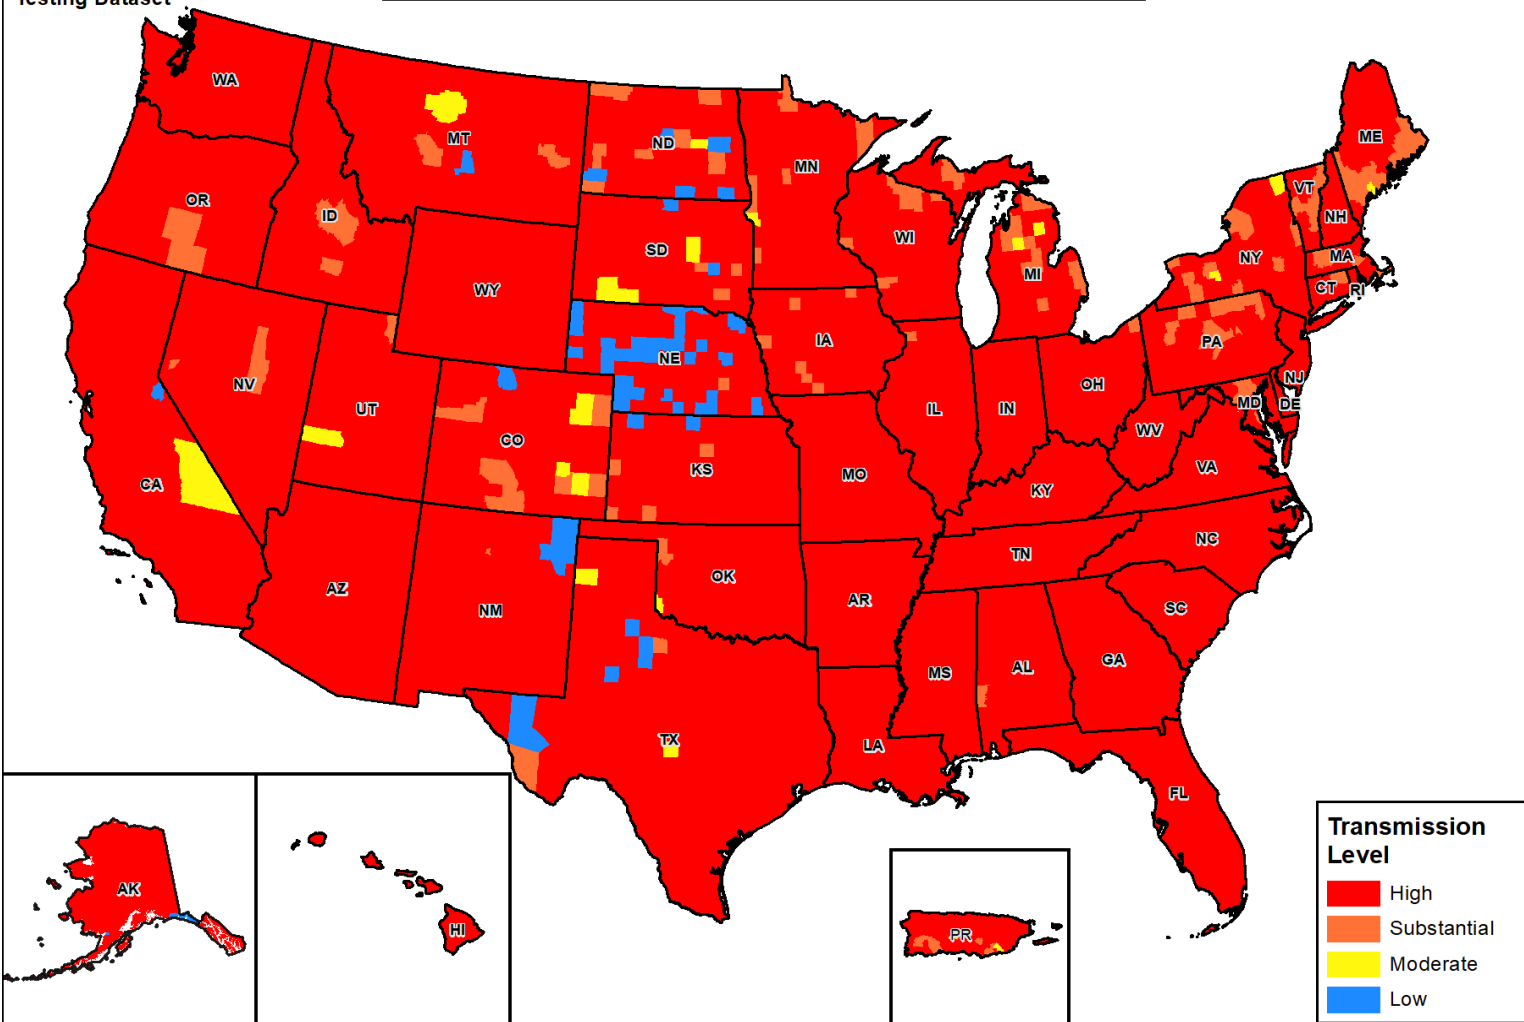 Testing Dataset
WA
MT
ND
MN
ME
OR
ID
VT
NH
WI
SD
NY
MA
MI
WY
CT
RI
IA
PA
NE
NV
OH
NJ
UT
IL
IN
MD
DE
CO
WV
KS
MO
VA
CA
KY
NC
TN
OK
AZ
AR
NM
SC
GA
AL
MS
TX
LA
FL
AK
HI
PR
Transmission
Level
High
Substantial
Moderate
Low